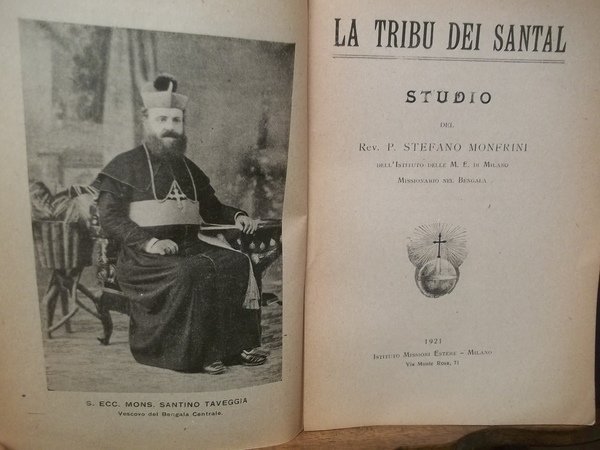 S. ECC. MONS. SANTINO TAVEGGIA
Vescovo del Bengala Centrale.
LA TRIBU DEI SANTAL
STUDIO
DEL
REV. P. STEFANO MONFRINI
DELL'ISTITUTO DELLE M. E. DI MILANO
MISSIONARIO NEL BENGALA
1921
ISTITUTO MISSIONI ESTERE - MILANO
VIA MONTE ROSA, 71